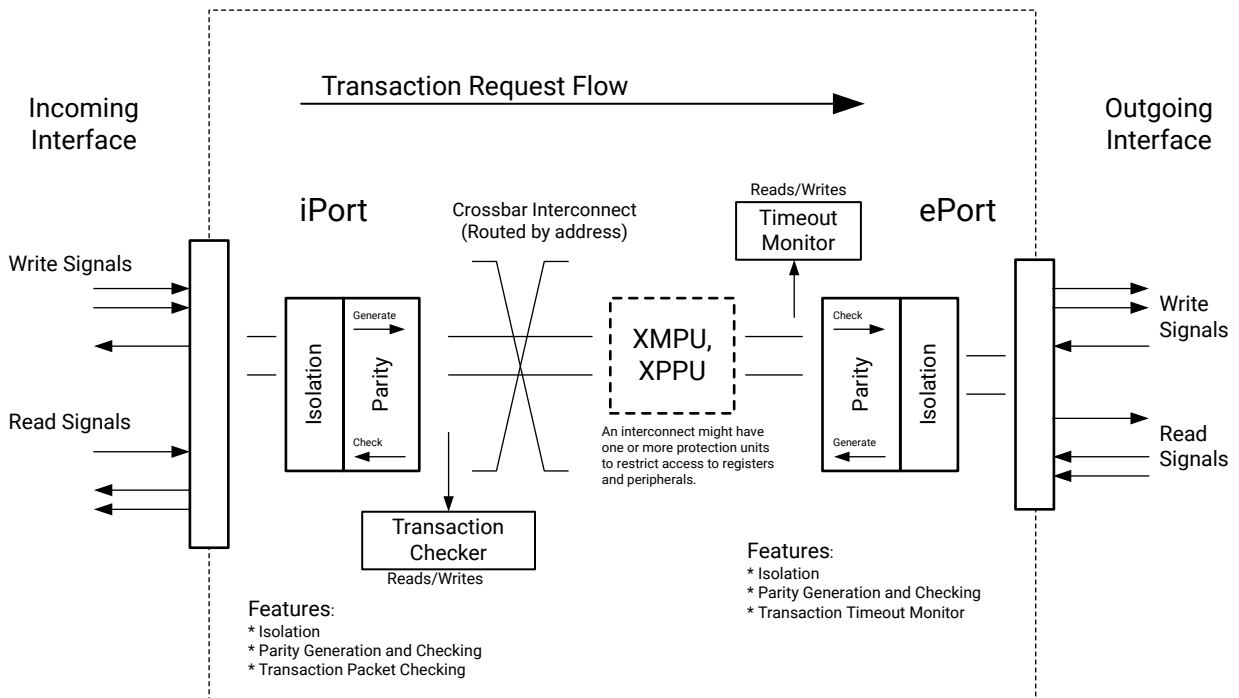 Transaction Request Flow
Incoming
Interface
Outgoing
Interface
iPort
Crossbar Interconnect
(Routed by address)
Reads/Writes
Timeout
Monitor
ePort
Write Signals
Read Signals
Isolation
Parity
Generate
Check
XMPU,
XPPU
An interconnect might have
one or more protection units
to restrict access to registers
and peripherals.
Check
Generate
Parity
Isolation
Write
Signals
Read
Signals
Transaction
Checker
Reads/Writes
Features:
* Isolation
* Parity Generation and Checking
* Transaction Packet Checking
Features:
* Isolation
* Parity Generation and Checking
* Transaction Timeout Monitor